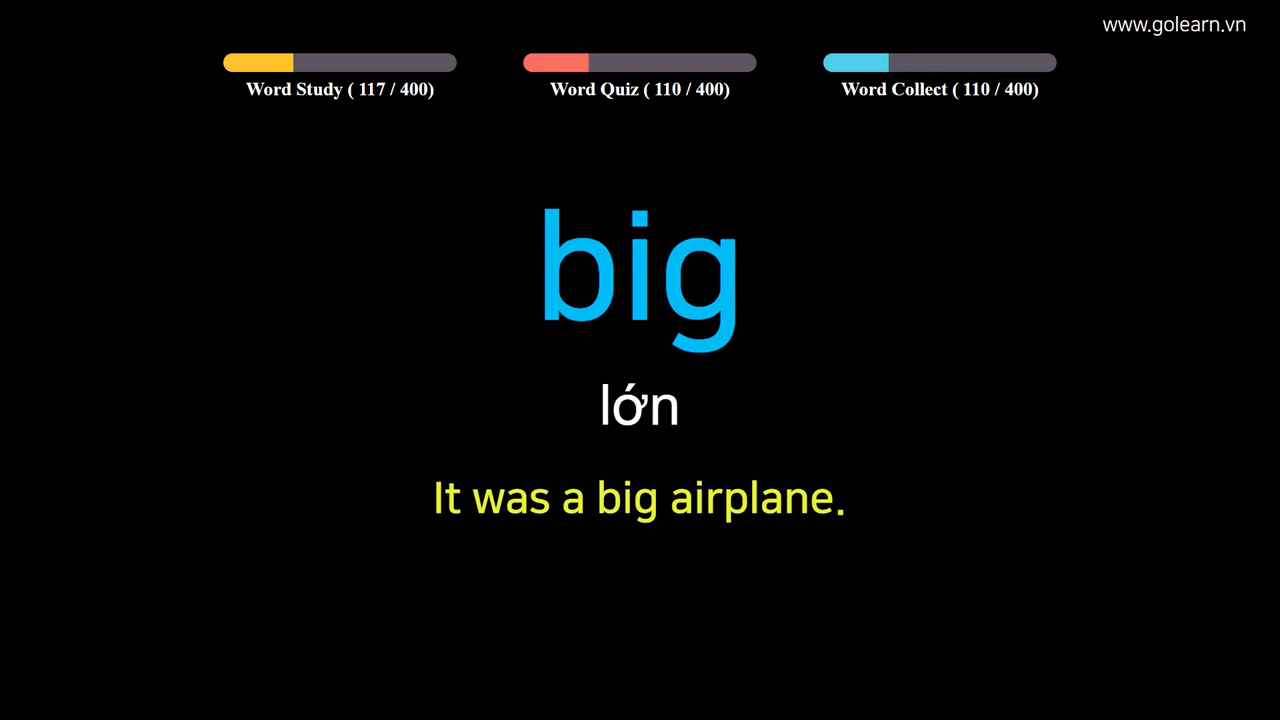 www.golearn.vn
Word Study ( 117 / 400)
Word Quiz ( 110 / 400)
Word Collect ( 110 / 400)
big
lớn
It was a big airplane.